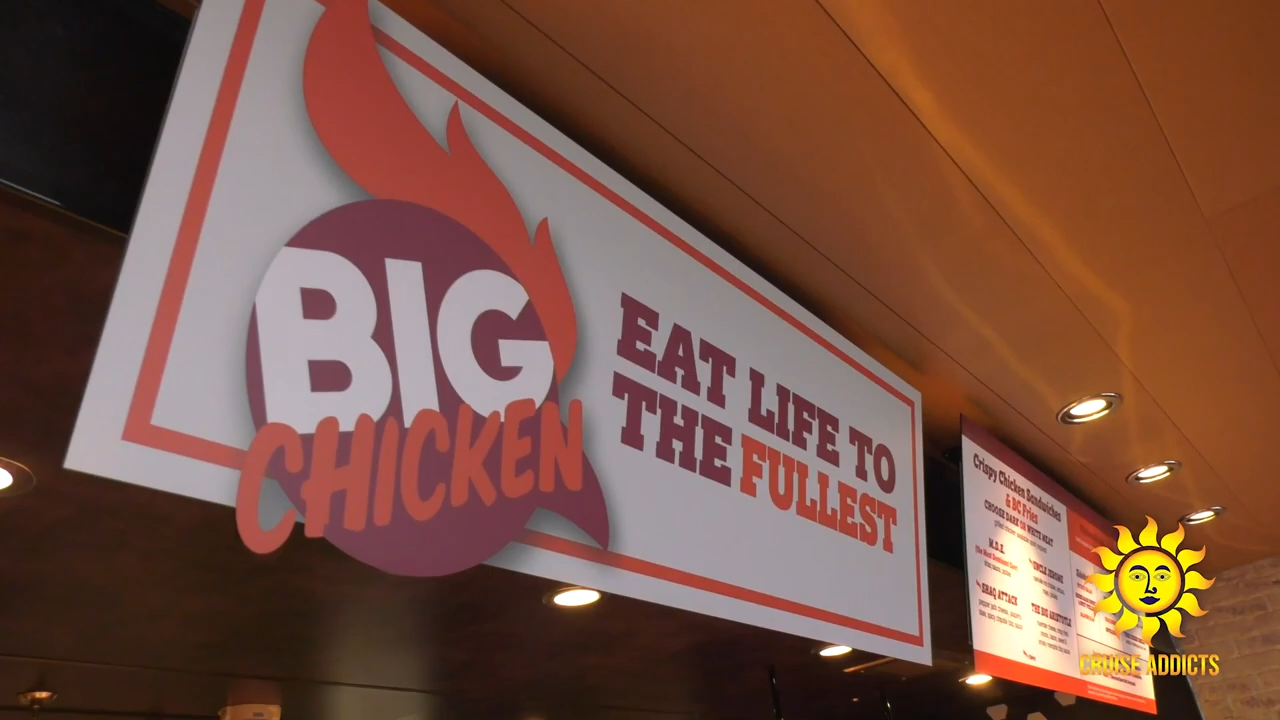 BIG
CHICKEN
EAT LIFE TO
THE FULLEST
Crispy Chicken Sandwiches
& BC Fries
CHOOSE DARK OR WHITE MEAT
M.D.E.
UNCLE JEROME
SHAQ ATTACK
THE BIG ARISTOTLE
CRUISE ADDICTS